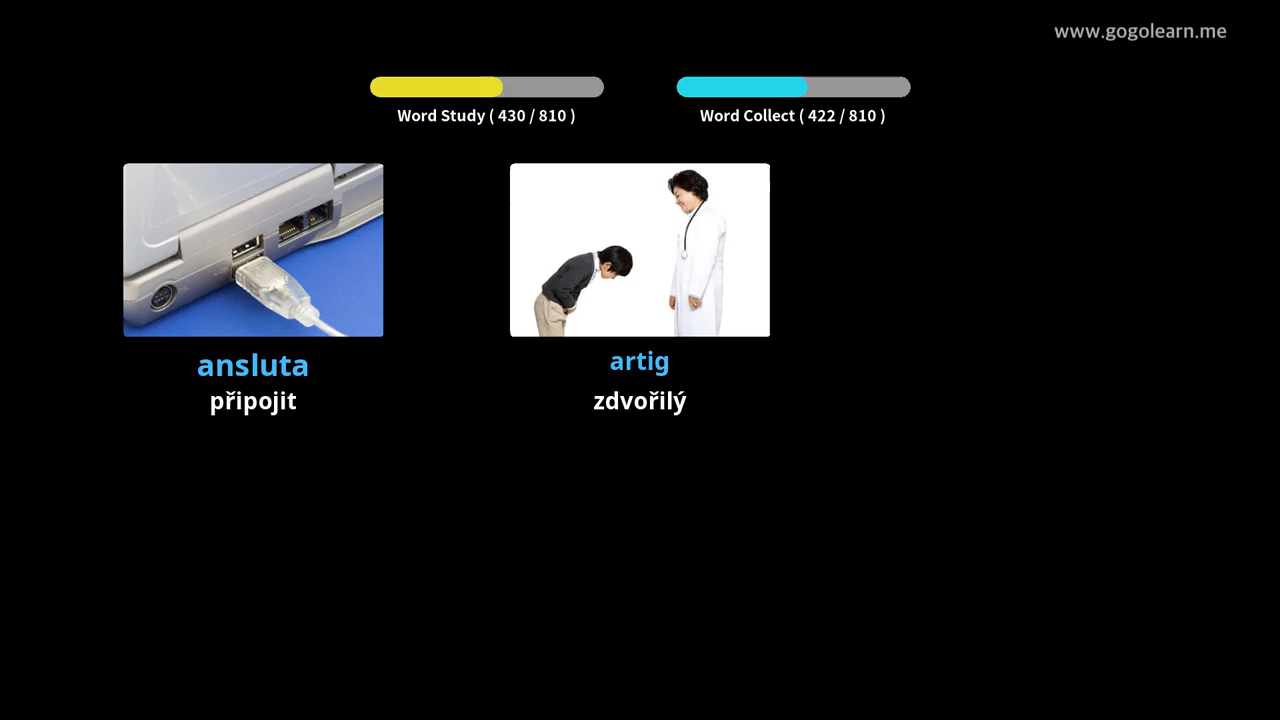 www.gogolearn.me
Word Study ( 430 / 810 )
Word Collect ( 422 / 810 )
ansluta
připojit
artig
zdvořilý